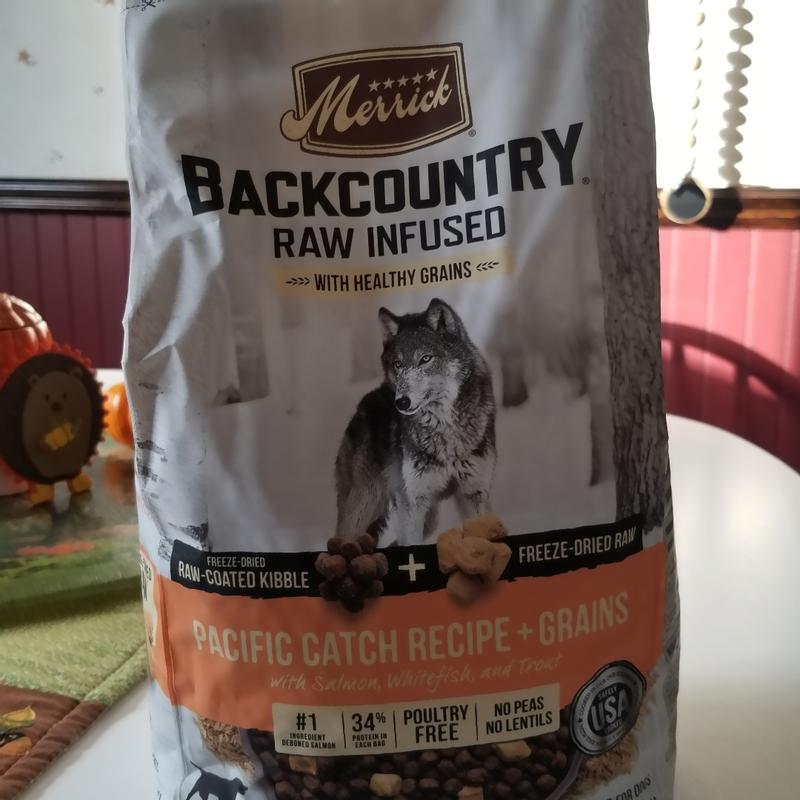 Merrick®
BACKCOUNTRY®
RAW INFUSED
WITH HEALTHY GRAINS
FREEZE-DRIED
RAW-COATED KIBBLE
+
FREEZE-DRIED RAW
PACIFIC CATCH RECIPE + GRAINS
with Salmon, Whitefish, and Trout
#1
INGREDIENT
DEBONED SALMON
34%
PROTEIN IN
EACH BAG
POULTRY
FREE
NO PEAS
NO LENTILS
USA
FOR DOGS